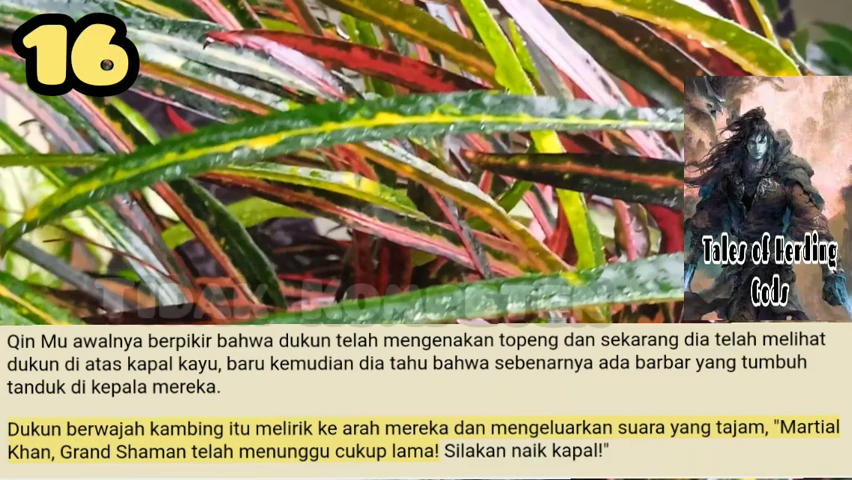 16
Tales of Herding
Gods
TIDAK KOMPETEN
Qin Mu awalnya berpikir bahwa dukun telah mengenakan topeng dan sekarang dia telah melihat
dukun di atas kapal kayu, baru kemudian dia tahu bahwa sebenarnya ada barbar yang tumbuh
tanduk di kepala mereka.
Dukun berwajah kambing itu melirik ke arah mereka dan mengeluarkan suara yang tajam, "Martial
Khan, Grand Shaman telah menunggu cukup lama! Silakan naik kapal!"